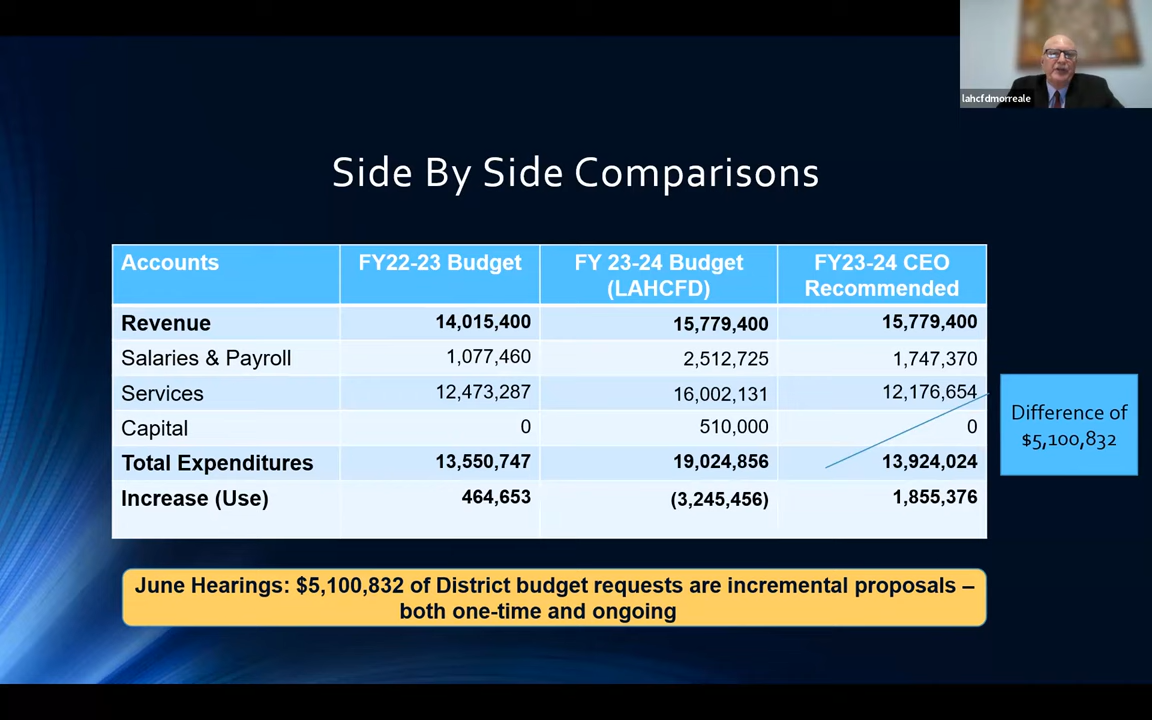 lahcfdmorreale
Side By Side Comparisons
Accounts FY22-23 Budget FY 23-24 Budget (LAHCFD) FY23-24 CEO Recommended
Revenue 14,015,400 15,779,400 15,779,400
Salaries & Payroll 1,077,460 2,512,725 1,747,370
Services 12,473,287 16,002,131 12,176,654
Capital 0 510,000 0
Total Expenditures 13,550,747 19,024,856 13,924,024
Increase (Use) 464,653 (3,245,456) 1,855,376
Difference of
$5,100,832
June Hearings: $5,100,832 of District budget requests are incremental proposals –
both one-time and ongoing